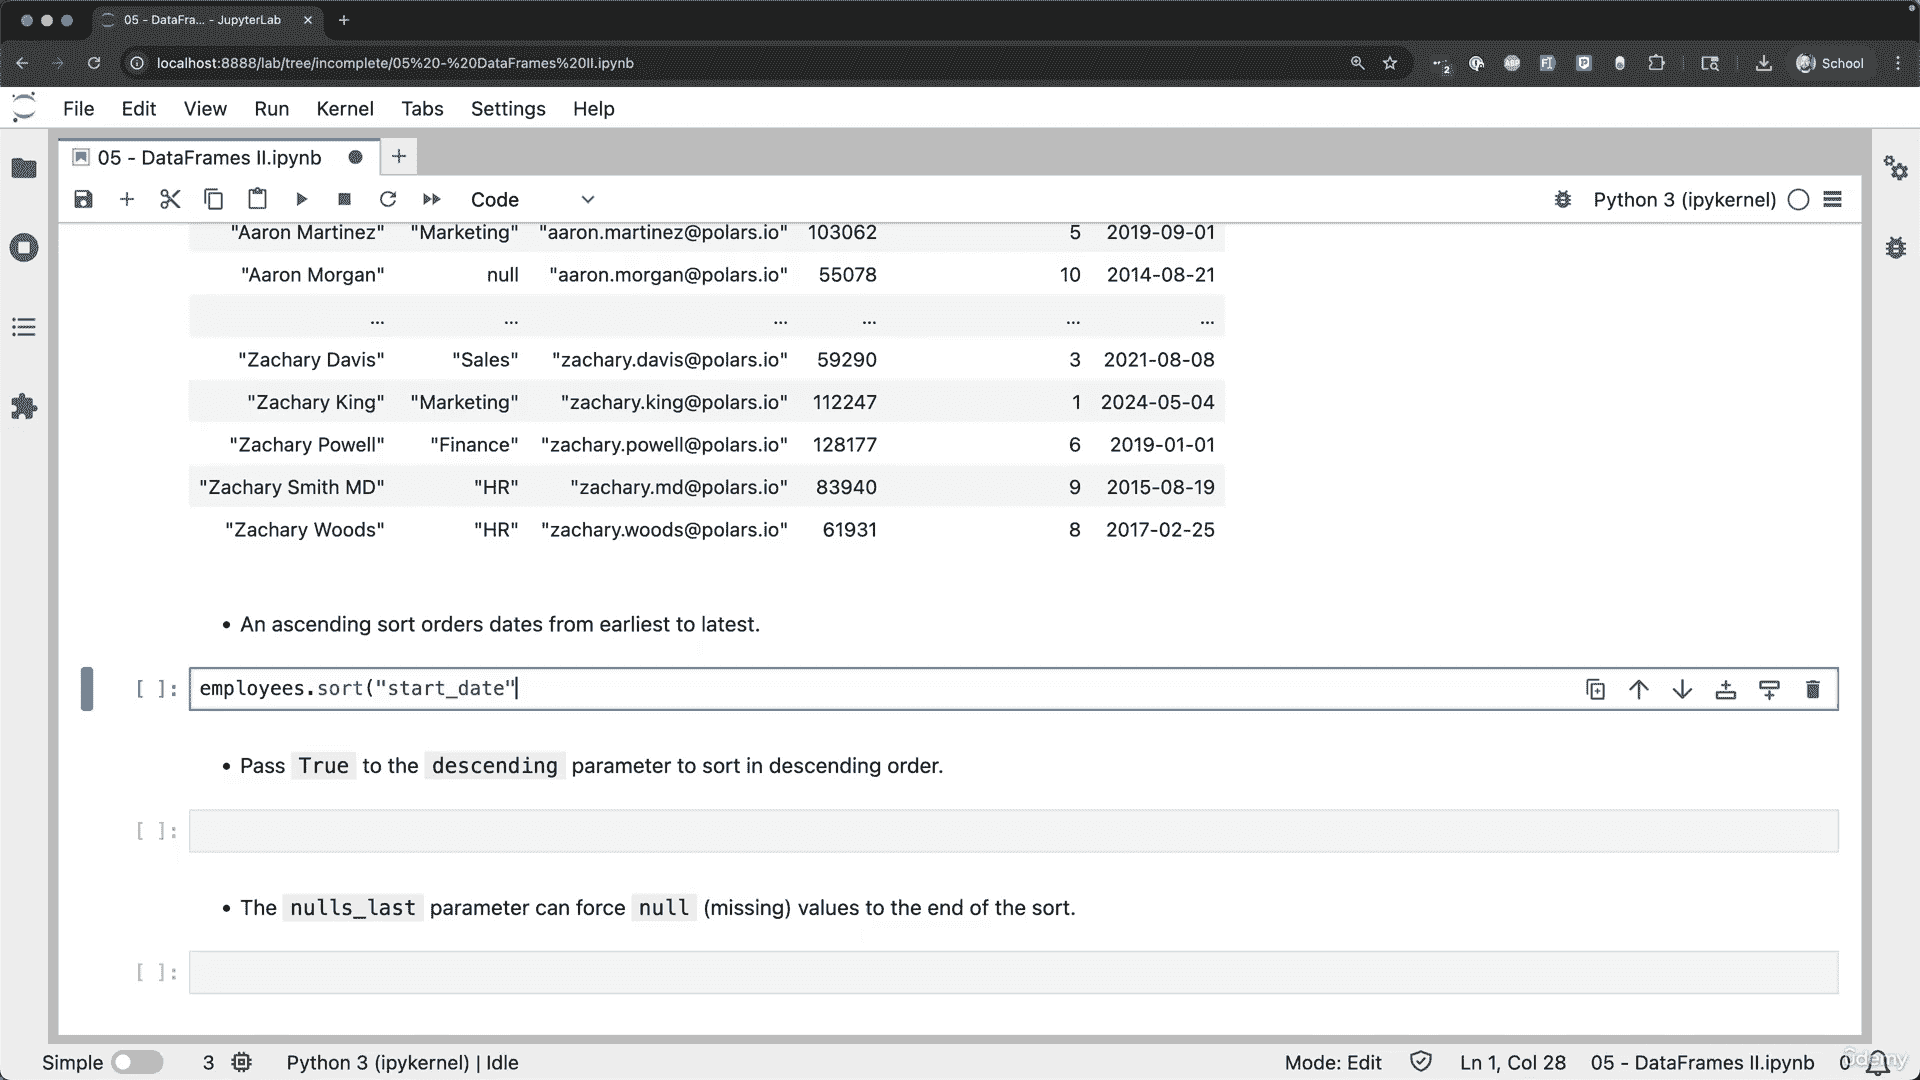 05 - DataFra... - JupyterLab
localhost:8888/lab/tree/incomplete/05%20-%20DataFrames%20II.ipynb
2
ABP
School
File Edit View Run Kernel Tabs Settings Help
05 - DataFrames II.ipynb
Code
Python 3 (ipykernel)
"Aaron Martinez" "Marketing" "aaron.martinez@polars.io" 103062 5 2019-09-01
"Aaron Morgan" null "aaron.morgan@polars.io" 55078 10 2014-08-21
... ... ... ... ... ...
"Zachary Davis" "Sales" "zachary.davis@polars.io" 59290 3 2021-08-08
"Zachary King" "Marketing" "zachary.king@polars.io" 112247 1 2024-05-04
"Zachary Powell" "Finance" "zachary.powell@polars.io" 128177 6 2019-01-01
"Zachary Smith MD" "HR" "zachary.md@polars.io" 83940 9 2015-08-19
"Zachary Woods" "HR" "zachary.woods@polars.io" 61931 8 2017-02-25
• An ascending sort orders dates from earliest to latest.
[ ]: employees.sort("start_date"
• Pass True to the descending parameter to sort in descending order.
[ ]:
• The nulls_last parameter can force null (missing) values to the end of the sort.
[ ]:
Simple 3 Python 3 (ipykernel) | Idle Mode: Edit Ln 1, Col 28 05 - DataFrames II.ipynb 0
Udemy